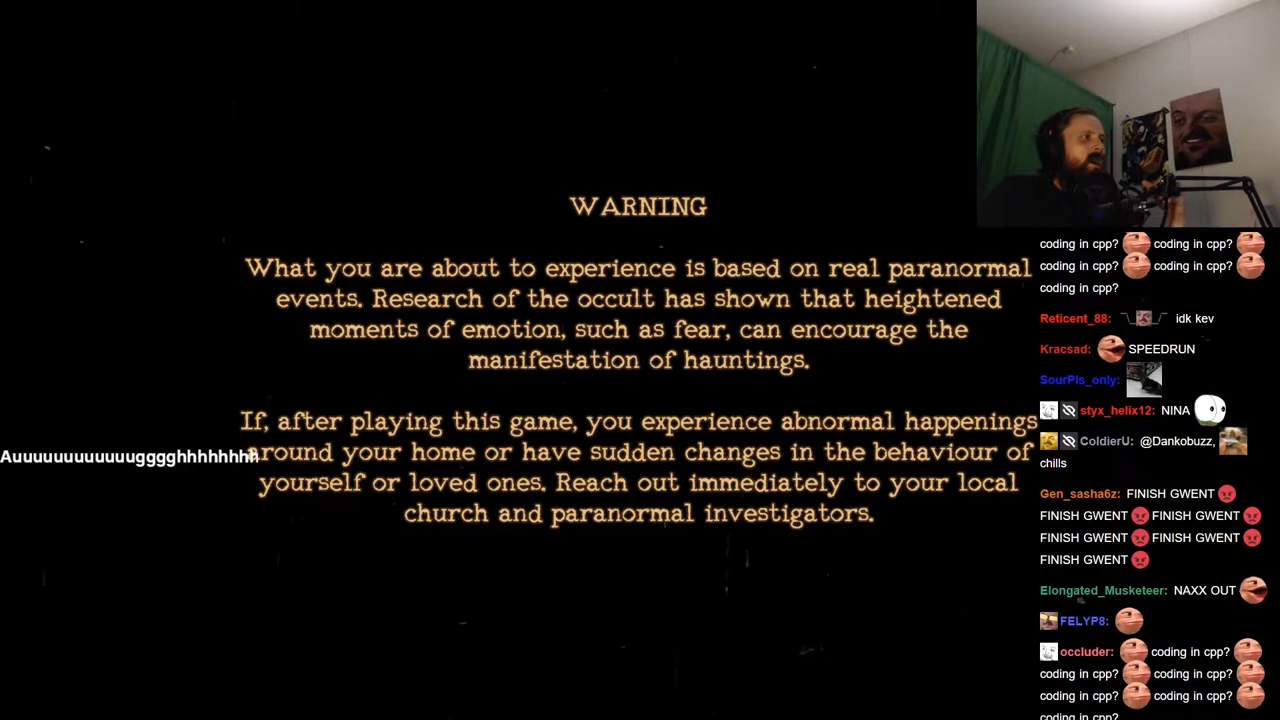 WARNING
What you are about to experience is based on real paranormal
events. Research of the occult has shown that heightened
moments of emotion, such as fear, can encourage the
manifestation of hauntings.
If, after playing this game, you experience abnormal happenings
around your home or have sudden changes in the behaviour of
yourself or loved ones. Reach out immediately to your local
church and paranormal investigators.
Auuuuuuuuuuuuggggghhhhhhhh
coding in cpp? coding in cpp?
coding in cpp? coding in cpp?
coding in cpp?
Reticent_88: idk kev
Kracsad: SPEEDRUN
SourPls_only:
styx_helix12: NINA
ColdierU: @Dankobuzz,
chills
Gen_sasha6z: FINISH GWENT
FINISH GWENT FINISH GWENT
FINISH GWENT FINISH GWENT
FINISH GWENT
Elongated_Musketeer: NAXX OUT
FELYP8:
occluder: coding in cpp?
coding in cpp? coding in cpp?
coding in cpp? coding in cpp?
coding in cpp?